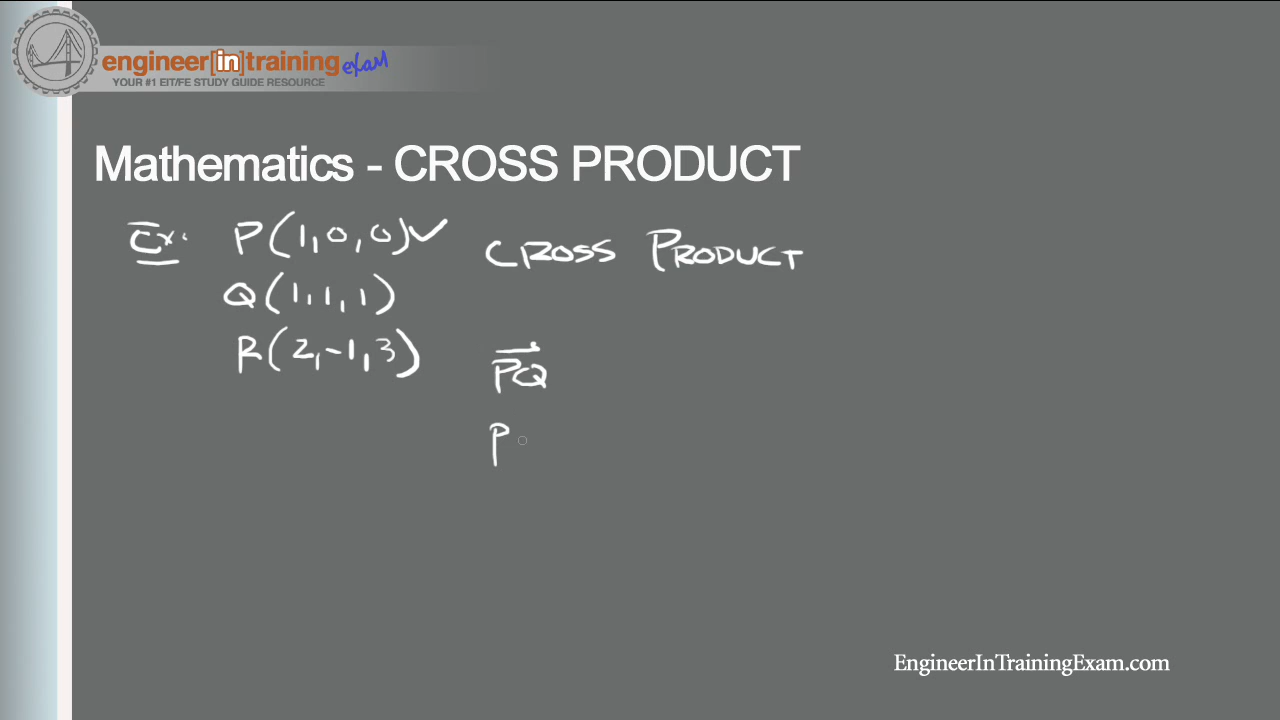 engineer[in]training exam
YOUR #1 EIT/FE STUDY GUIDE RESOURCE
Mathematics - CROSS PRODUCT
Ex: P(1,0,0)✓ CROSS PRODUCT
Q(1,1,1)
R(2,-1,3)
PQ
P
EngineerInTrainingExam.com